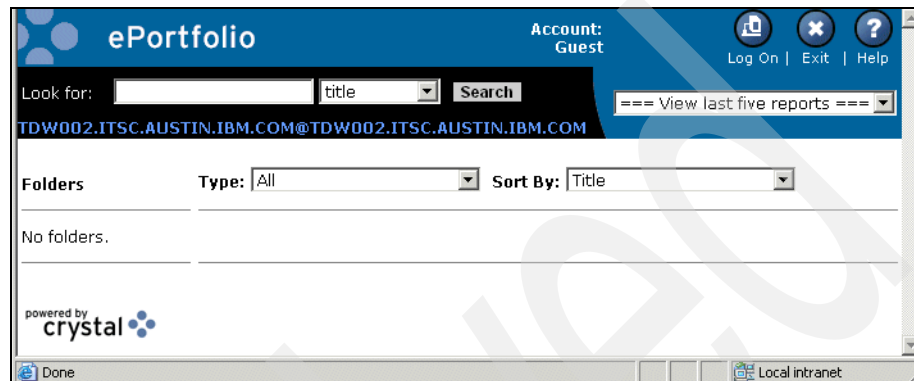 ePortfolio
Account:
Guest
Log On | Exit | Help
Look for: title Search
=== View last five reports ===
TDW002.ITSC.AUSTIN.IBM.COM@TDW002.ITSC.AUSTIN.IBM.COM
Folders Type: All Sort By: Title
No folders.
powered by
crystal
Done Local intranet